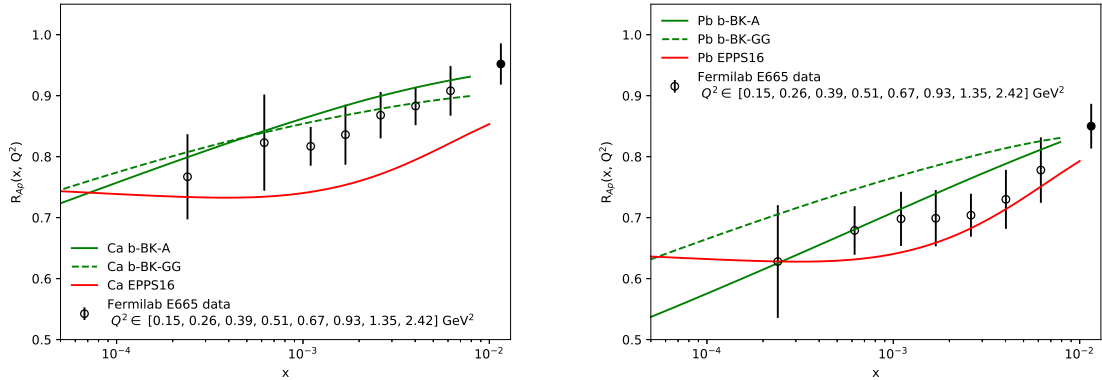 1.0
0.9
0.8
0.7
0.6
0.5
R_{Ap}(x, Q²)
Ca b-BK-A
Ca b-BK-GG
Ca EPPS16
Fermilab E665 data
Q² ∈ [0.15, 0.26, 0.39, 0.51, 0.67, 0.93, 1.35, 2.42] GeV²
10⁻⁴ 10⁻³ 10⁻²
x
1.0
0.9
0.8
0.7
0.6
0.5
R_{Ap}(x, Q²)
Pb b-BK-A
Pb b-BK-GG
Pb EPPS16
Fermilab E665 data
Q² ∈ [0.15, 0.26, 0.39, 0.51, 0.67, 0.93, 1.35, 2.42] GeV²
10⁻⁴ 10⁻³ 10⁻²
x